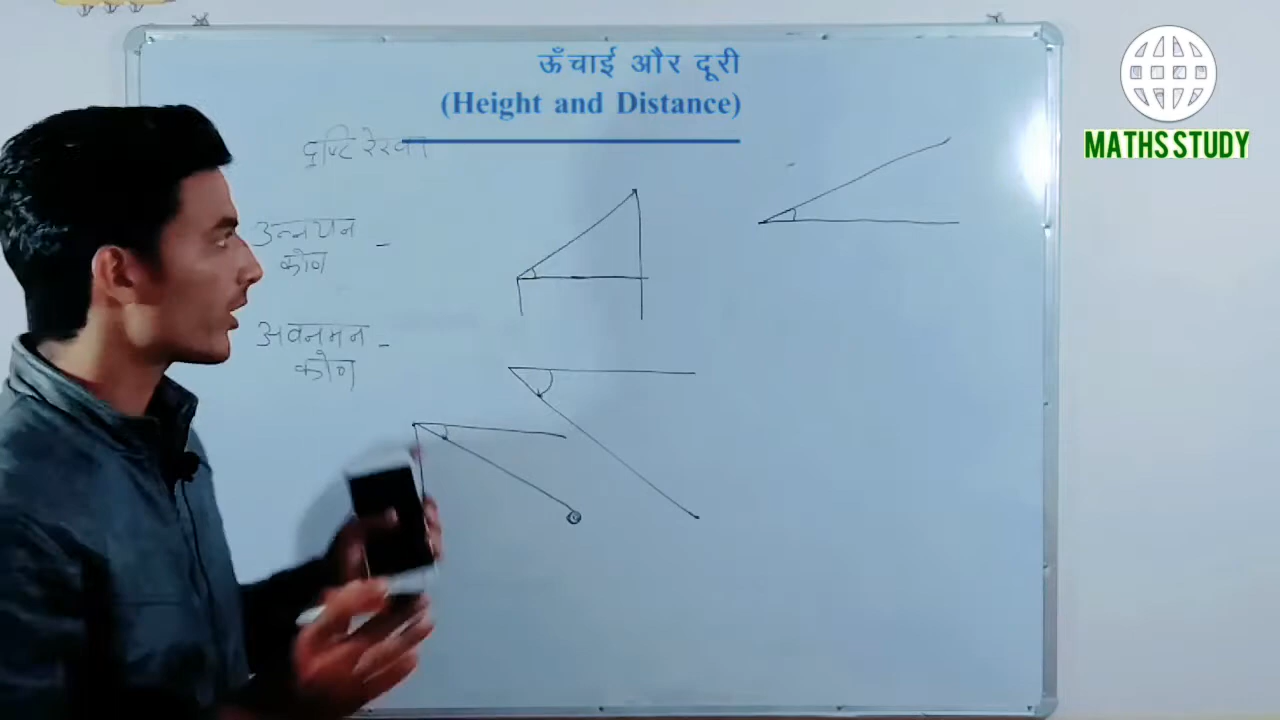 ऊँचाई और दूरी
(Height and Distance)
MATHS STUDY
दृष्टि रेखा
उन्नयन -
कोण
अवनमन -
कोण